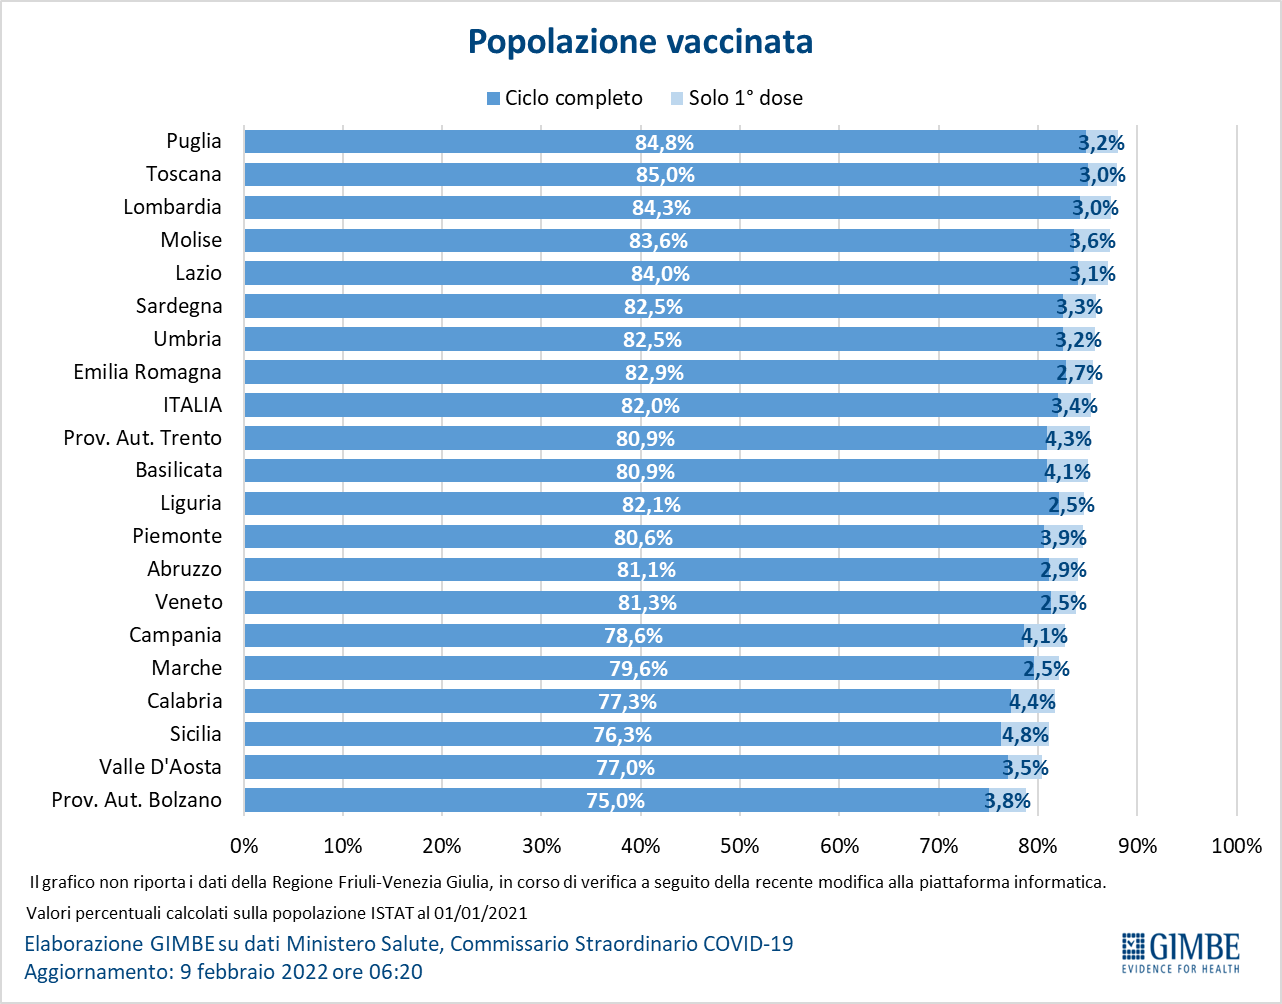 Popolazione vaccinata
Ciclo completo Solo 1° dose
Puglia 84,8% 3,2%
Toscana 85,0% 3,0%
Lombardia 84,3% 3,0%
Molise 83,6% 3,6%
Lazio 84,0% 3,1%
Sardegna 82,5% 3,3%
Umbria 82,5% 3,2%
Emilia Romagna 82,9% 2,7%
ITALIA 82,0% 3,4%
Prov. Aut. Trento 80,9% 4,3%
Basilicata 80,9% 4,1%
Liguria 82,1% 2,5%
Piemonte 80,6% 3,9%
Abruzzo 81,1% 2,9%
Veneto 81,3% 2,5%
Campania 78,6% 4,1%
Marche 79,6% 2,5%
Calabria 77,3% 4,4%
Sicilia 76,3% 4,8%
Valle D'Aosta 77,0% 3,5%
Prov. Aut. Bolzano 75,0% 3,8%
0% 10% 20% 30% 40% 50% 60% 70% 80% 90% 100%
Il grafico non riporta i dati della Regione Friuli-Venezia Giulia, in corso di verifica a seguito della recente modifica alla piattaforma informatica.
Valori percentuali calcolati sulla popolazione ISTAT al 01/01/2021
Elaborazione GIMBE su dati Ministero Salute, Commissario Straordinario COVID-19
Aggiornamento: 9 febbraio 2022 ore 06:20
GIMBE
EVIDENCE FOR HEALTH